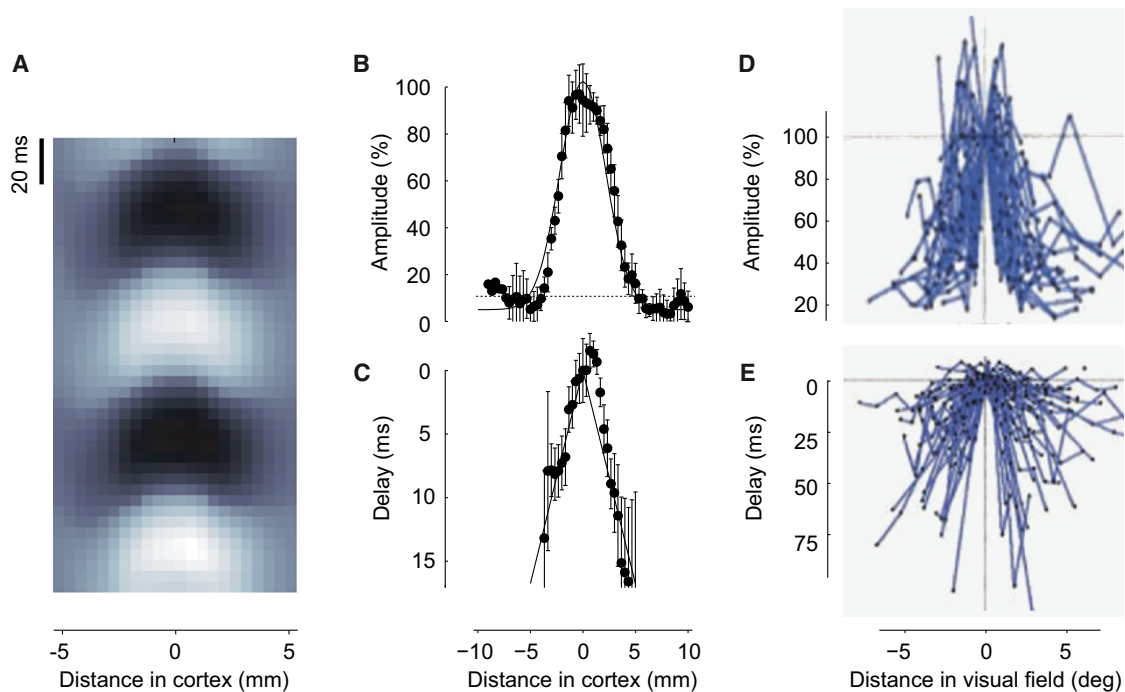 A
20 ms
-5 0 5
Distance in cortex (mm)
B
Amplitude (%)
100
80
60
40
20
0
C
Delay (ms)
0
5
10
15
−10 −5 0 5 10
Distance in cortex (mm)
D
Amplitude (%)
100
80
60
40
20
E
Delay (ms)
0
25
50
75
-5 0 5
Distance in visual field (deg)